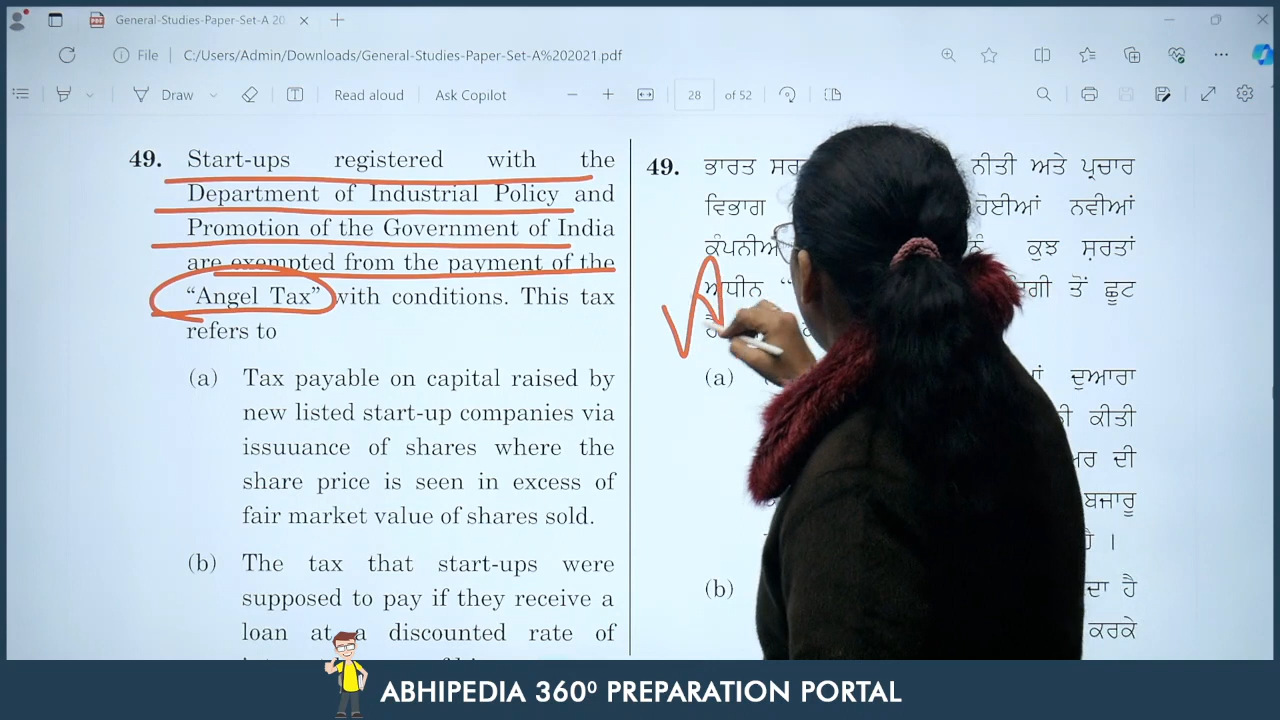 General-Studies-Paper-Set-A 20
File C:/Users/Admin/Downloads/General-Studies-Paper-Set-A%202021.pdf
Draw Read aloud Ask Copilot 28 of 52
49. Start-ups registered with the
Department of Industrial Policy and
Promotion of the Government of India
are exempted from the payment of the
“Angel Tax” with conditions. This tax
refers to
(a) Tax payable on capital raised by
new listed start-up companies via
issuuance of shares where the
share price is seen in excess of
fair market value of shares sold.
(b) The tax that start-ups were
supposed to pay if they receive a
loan at a discounted rate of
49. ਭਾਰਤ ਨੀਤੀ ਅਤੇ ਪ੍ਰਚਾਰ
ਵਿਭਾਗ ਹੋਈਆਂ ਨਵੀਆਂ
ਕੁਝ ਸ਼ਰਤਾਂ
ਤੋਂ ਛੂਟ
(a) ਦੁਆਰਾ
ਕੀਤੀ
ਦੀ
(b) ਹੈ
ਕਰਕੇ
A
ABHIPEDIA 360⁰ PREPARATION PORTAL